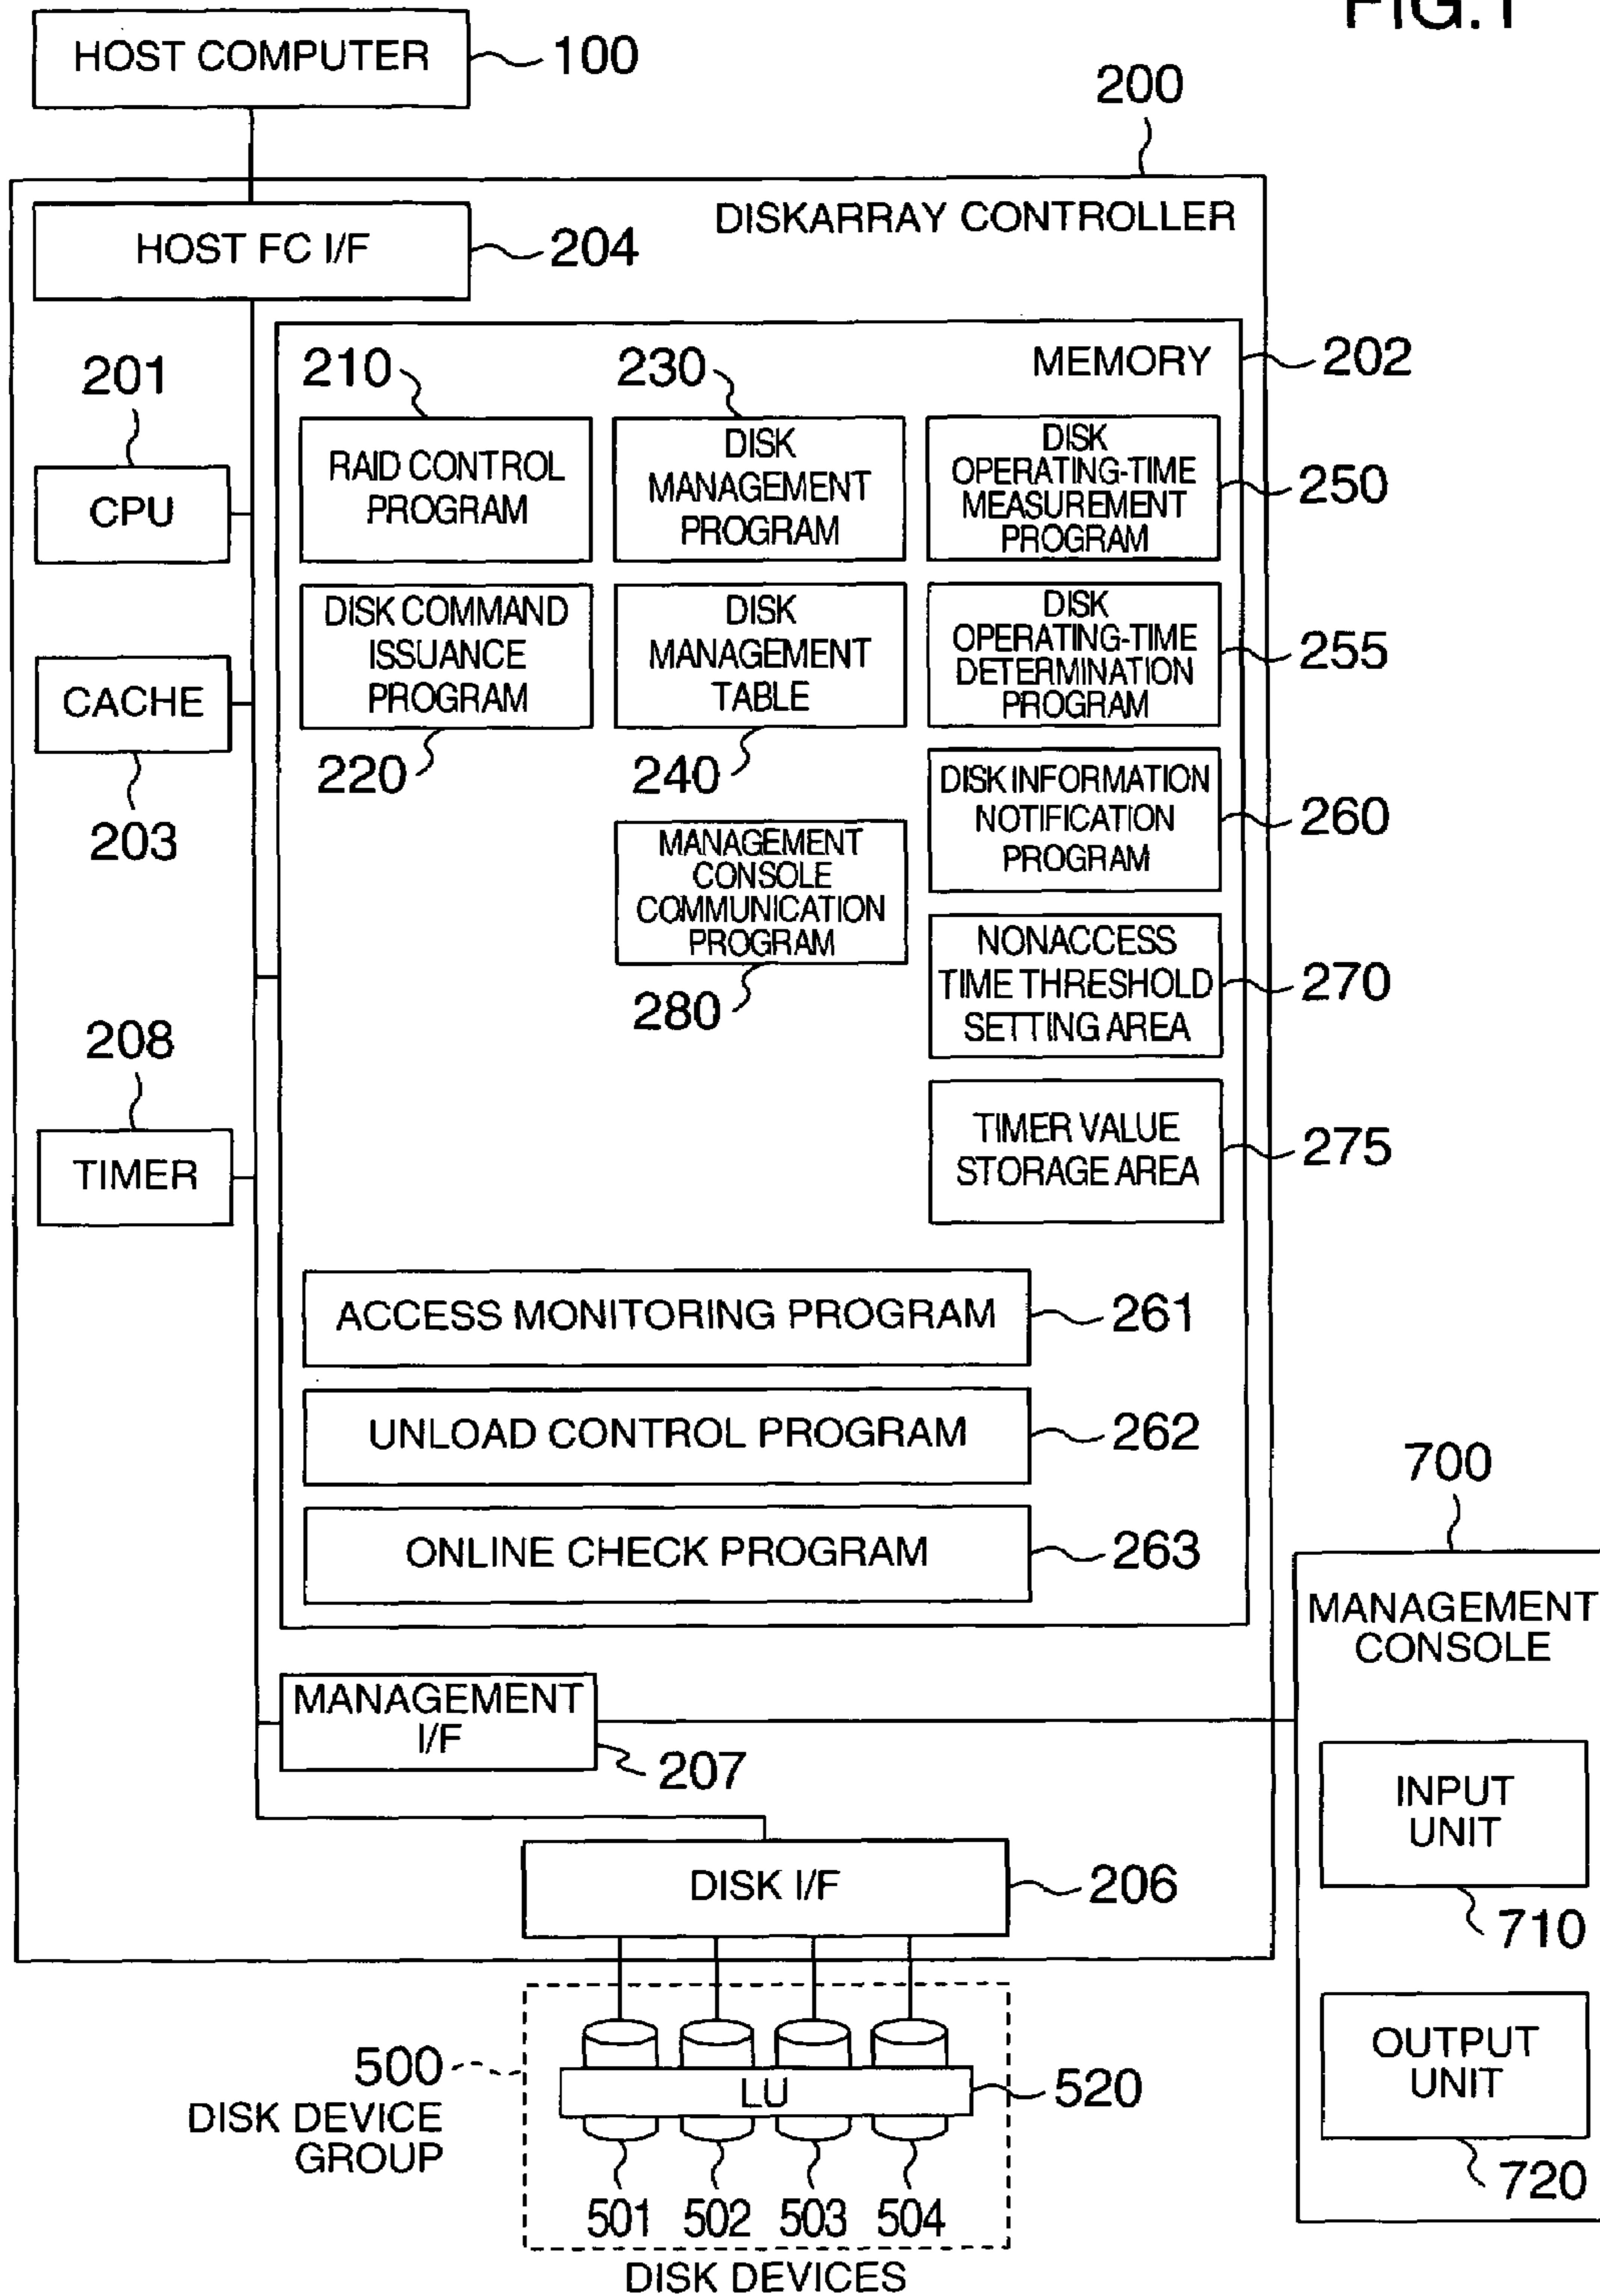 FIG.1
HOST COMPUTER
100
200
DISKARRAY CONTROLLER
HOST FC I/F
204
MEMORY
202
201
CPU
CACHE
203
208
TIMER
210
RAID CONTROL
PROGRAM
230
DISK
MANAGEMENT
PROGRAM
DISK
OPERATING-TIME
MEASUREMENT
PROGRAM
250
DISK COMMAND
ISSUANCE
PROGRAM
220
DISK
MANAGEMENT
TABLE
240
DISK
OPERATING-TIME
DETERMINATION
PROGRAM
255
DISK INFORMATION
NOTIFICATION
PROGRAM
260
MANAGEMENT
CONSOLE
COMMUNICATION
PROGRAM
280
NONACCESS
TIME THRESHOLD
SETTING AREA
270
TIMER VALUE
STORAGE AREA
275
ACCESS MONITORING PROGRAM
261
UNLOAD CONTROL PROGRAM
262
ONLINE CHECK PROGRAM
263
700
MANAGEMENT
CONSOLE
MANAGEMENT
I/F
207
INPUT
UNIT
710
DISK I/F
206
OUTPUT
UNIT
720
500
DISK DEVICE
GROUP
LU
520
501 502 503 504
DISK DEVICES